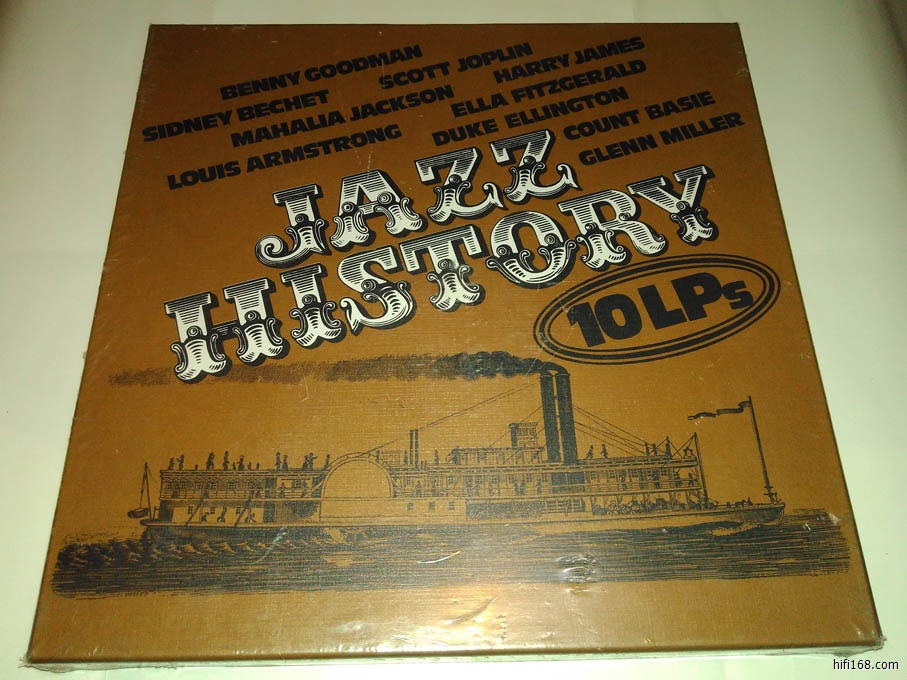 BENNY GOODMAN
SCOTT JOPLIN
HARRY JAMES
SIDNEY BECHET
MAHALIA JACKSON
ELLA FITZGERALD
LOUIS ARMSTRONG
DUKE ELLINGTON
COUNT BASIE
GLENN MILLER
JAZZ
HISTORY
10 LPs
hifi168.com